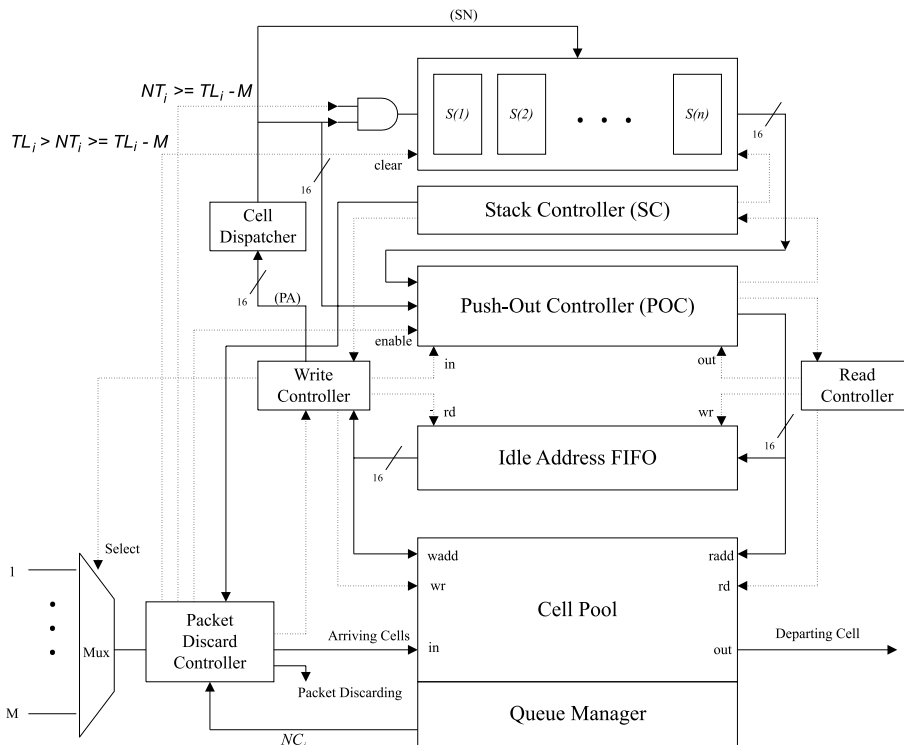 (SN)
NT_i >= TL_i - M
S(1)
S(2)
S(n)
16
TL_i > NT_i >= TL_i - M
clear
16
Stack Controller (SC)
Cell
Dispatcher
16
(PA)
Push-Out Controller (POC)
enable
in
out
Write
Controller
Read
Controller
rd
wr
16
Idle Address FIFO
16
Select
wadd
radd
1
wr
rd
Cell Pool
Packet
Discard
Controller
Arriving Cells
Departing Cell
Mux
in
out
Packet Discarding
M
Queue Manager
NC,